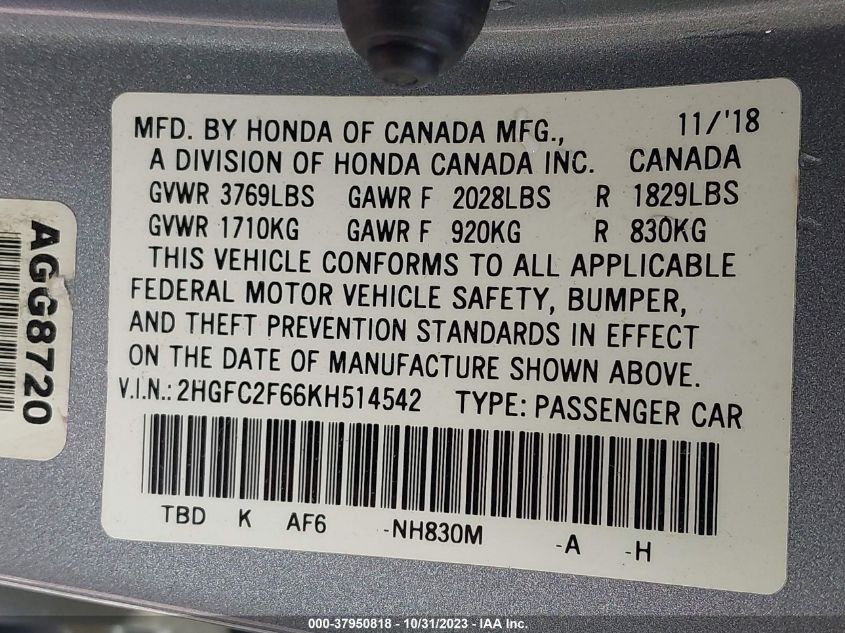 MFD. BY HONDA OF CANADA MFG., 11/'18
A DIVISION OF HONDA CANADA INC. CANADA
GVWR 3769LBS GAWR F 2028LBS R 1829LBS
GVWR 1710KG GAWR F 920KG R 830KG
THIS VEHICLE CONFORMS TO ALL APPLICABLE
FEDERAL MOTOR VEHICLE SAFETY, BUMPER,
AND THEFT PREVENTION STANDARDS IN EFFECT
ON THE DATE OF MANUFACTURE SHOWN ABOVE.
V.I.N.: 2HGFC2F66KH514542 TYPE: PASSENGER CAR
TBD K AF6 -NH830M -A -H
AGG8720
000-37950818 - 10/31/2023 - IAA Inc.